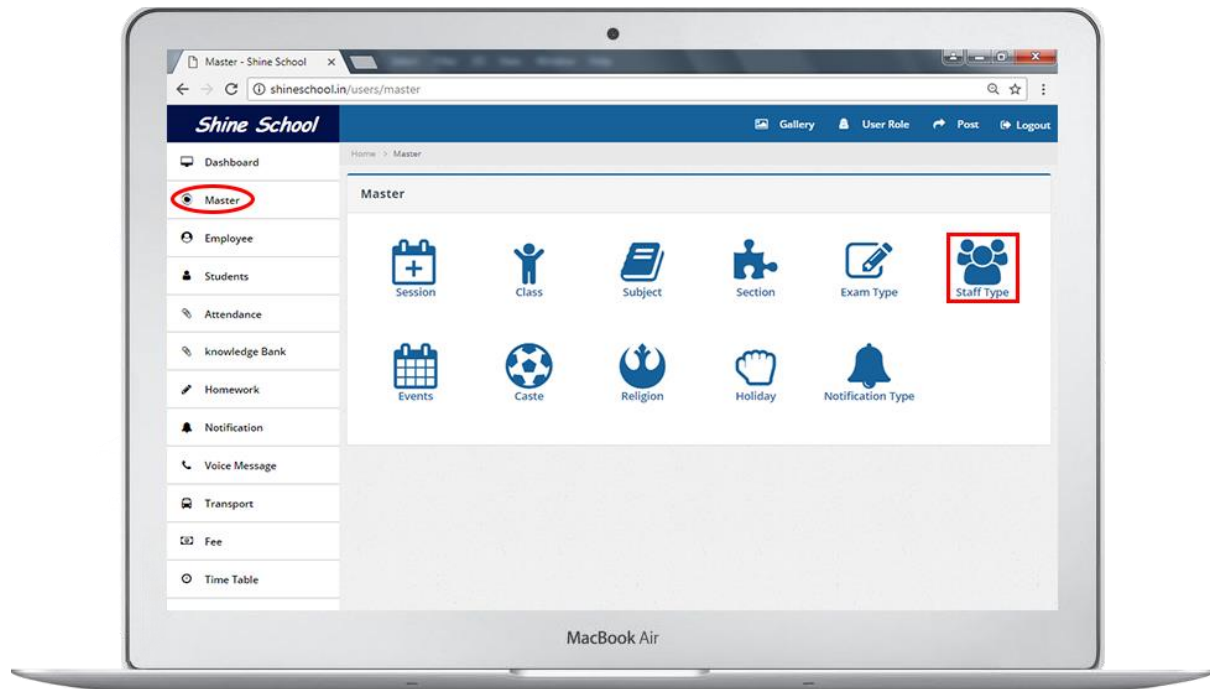 Master - Shine School
shineschool.in/users/master
Shine School
Gallery User Role Post Logout
Dashboard
Master
Employee
Students
Attendance
knowledge Bank
Homework
Notification
Voice Message
Transport
Fee
Time Table
Home > Master
Master
Session Class Subject Section Exam Type Staff Type
Events Caste Religion Holiday Notification Type
MacBook Air